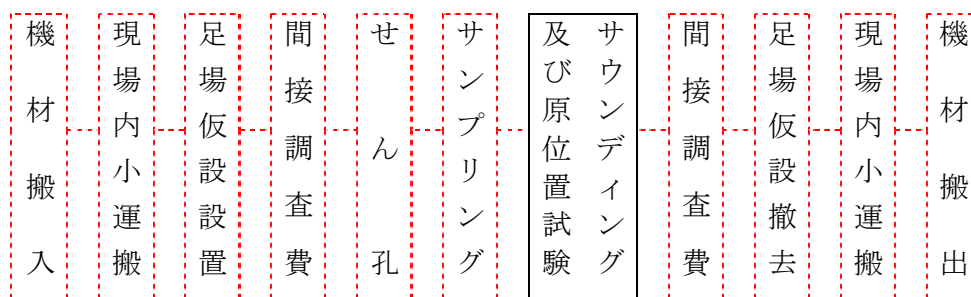 機材搬入
現場内小運搬
足場仮設設置
間接調査費
せん孔
サンプリング
サウンディング
及び原位置試験
間接調査費
足場仮設撤去
現場内小運搬
機材搬出